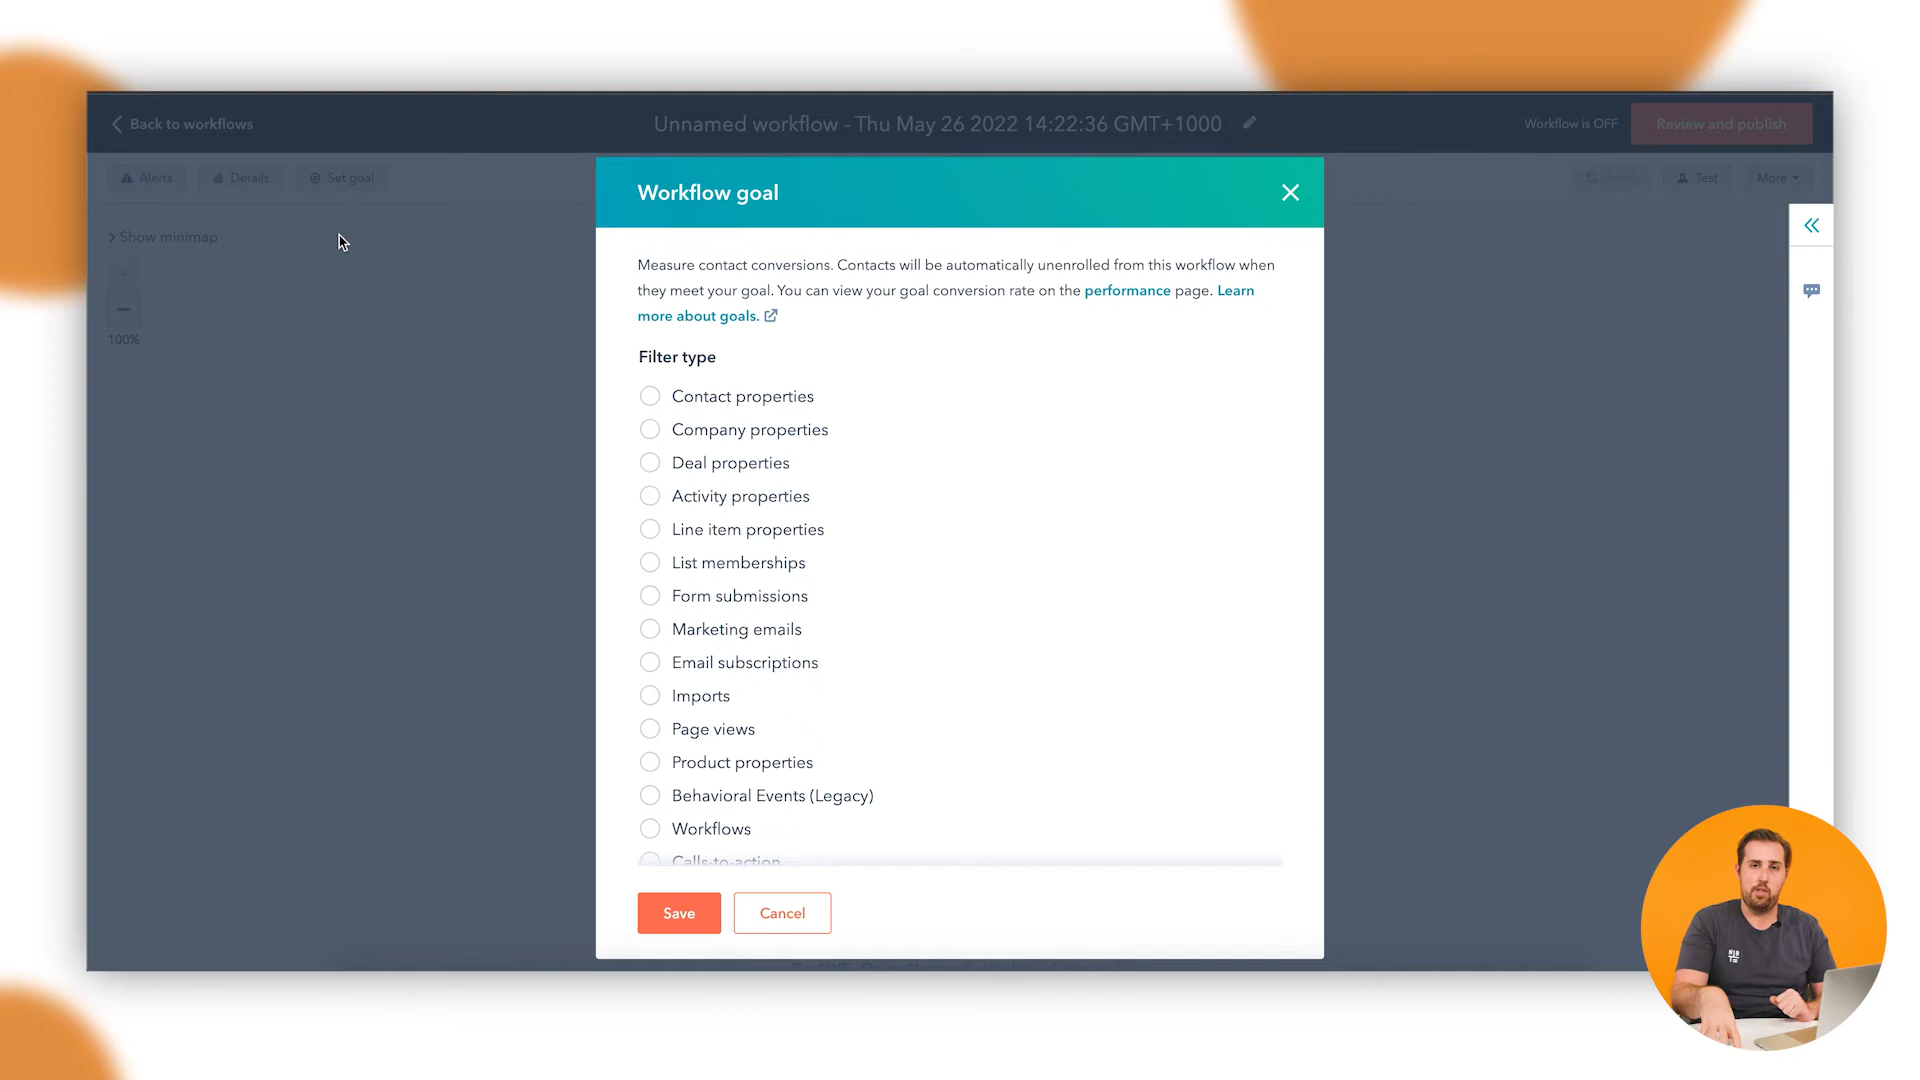 Back to workflows
Unnamed workflow - Thu May 26 2022 14:22:36 GMT+1000
Workflow is OFF
Review and publish
Alerts
Details
Set goal
Test
More
Show minimap
+
−
100%
Workflow goal
Measure contact conversions. Contacts will be automatically unenrolled from this workflow when
they meet your goal. You can view your goal conversion rate on the performance page. Learn
more about goals.
Filter type
Contact properties
Company properties
Deal properties
Activity properties
Line item properties
List memberships
Form submissions
Marketing emails
Email subscriptions
Imports
Page views
Product properties
Behavioral Events (Legacy)
Workflows
Calls-to-action
Save
Cancel